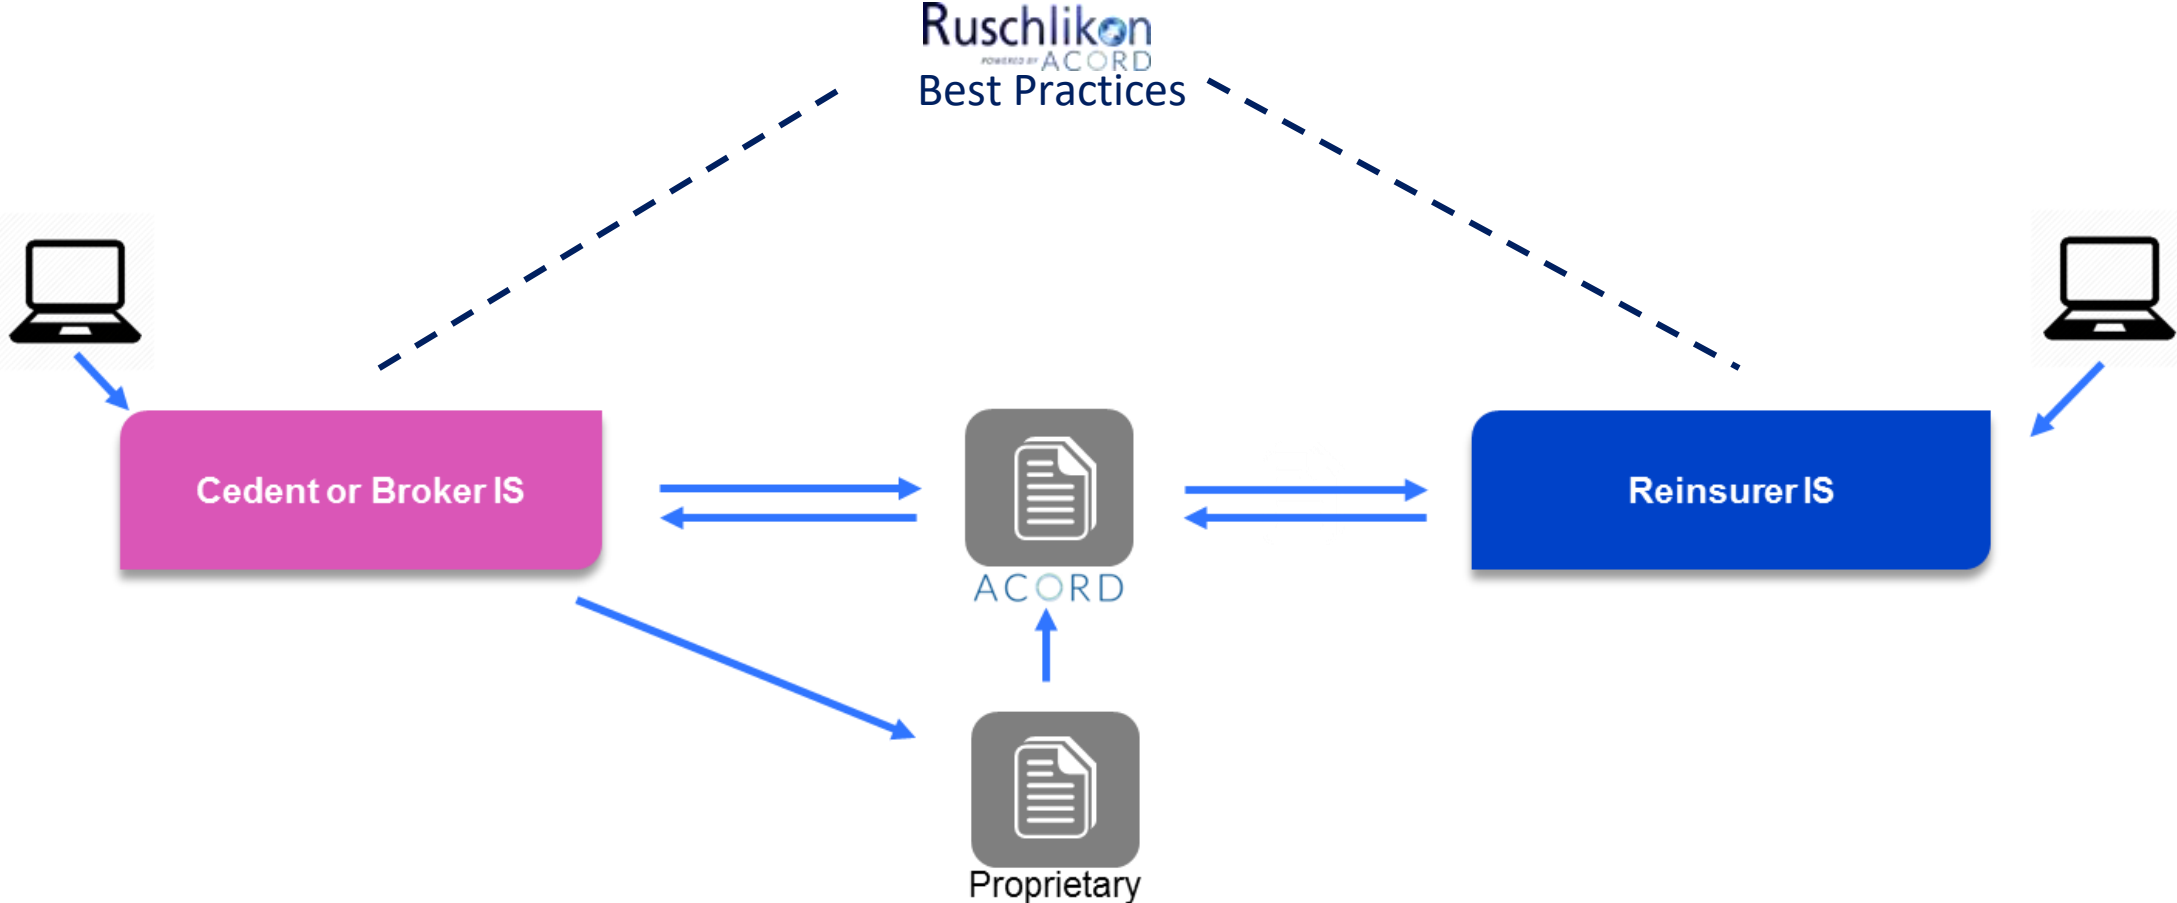 Ruschlikon
POWERED BY ACORD
Best Practices
Cedent or Broker IS
Reinsurer IS
ACORD
Proprietary